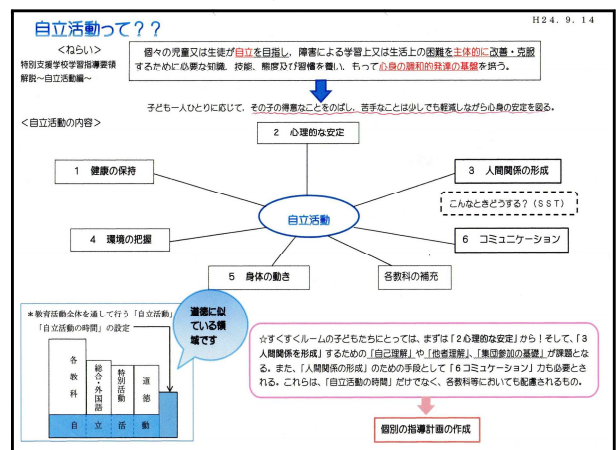 H24. 9. 14
自立活動って??
<ねらい>
特別支援学校学習指導要領
解説~自立活動編~
個々の児童又は生徒が自立を目指し、障害による学習上又は生活上の困難を主体的に改善・克服
するために必要な知識、技能、態度及び習慣を養い、もって心身の調和的発達の基盤を培う。
子ども一人ひとりに応じて、その子の得意なことをのばし、苦手なことは少しでも軽減しながら心身の安定を図る。
<自立活動の内容>
2 心理的な安定
1 健康の保持
3 人間関係の形成
こんなときどうする?(SST)
自立活動
4 環境の把握
6 コミュニケーション
5 身体の動き
各教科の補充
*教育活動全体を通して行う「自立活動」
「自立活動の時間」の設定
道徳に似
ている領
域です
各教科
総合・外国語
特別活動
道徳
自立活動
☆すくすくルームの子どもたちにとっては、まずは「2心理的な安定」から!そして、「3
人間関係を形成」するための「自己理解」や「他者理解」、「集団参加の基礎」が課題とな
る。また、「人間関係の形成」のための手段として「6コミュケーション」力も必要とさ
れる。これらは、「自立活動の時間」だけでなく、各教科等においても配慮されるもの。
個別の指導計画の作成